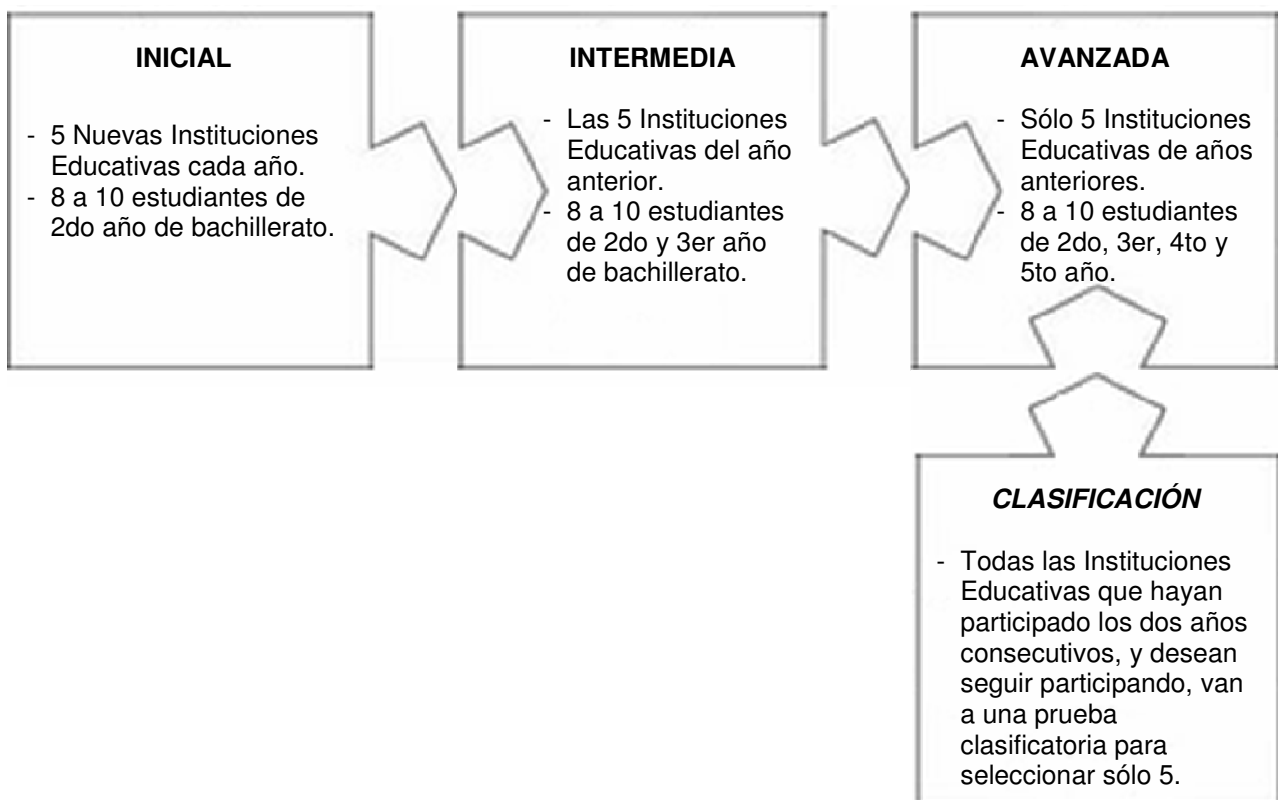 INICIAL
- 5 Nuevas Instituciones
Educativas cada año.
- 8 a 10 estudiantes de
2do año de bachillerato.
INTERMEDIA
- Las 5 Instituciones
Educativas del año
anterior.
- 8 a 10 estudiantes
de 2do y 3er año
de bachillerato.
AVANZADA
- Sólo 5 Instituciones
Educativas de años
anteriores.
- 8 a 10 estudiantes
de 2do, 3er, 4to y
5to año.
CLASIFICACIÓN
- Todas las Instituciones
Educativas que hayan
participado los dos años
consecutivos, y desean
seguir participando, van
a una prueba
clasificatoria para
seleccionar sólo 5.